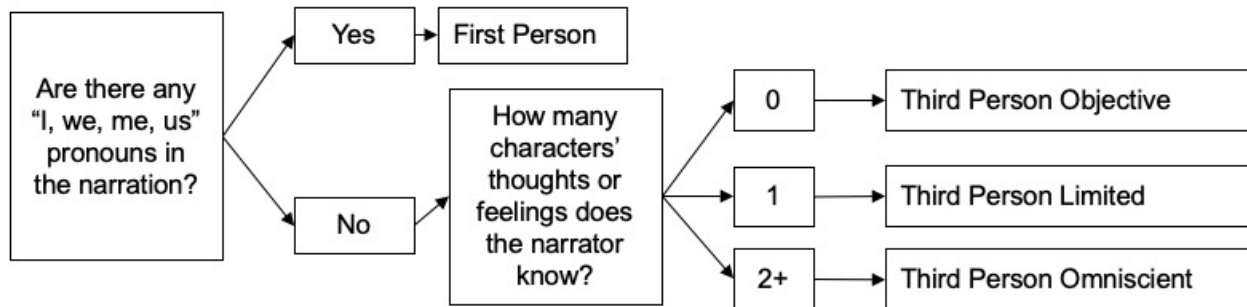 Are there any
“I, we, me, us”
pronouns in
the narration?
Yes
First Person
No
How many
characters’
thoughts or
feelings does
the narrator
know?
0
Third Person Objective
1
Third Person Limited
2+
Third Person Omniscient